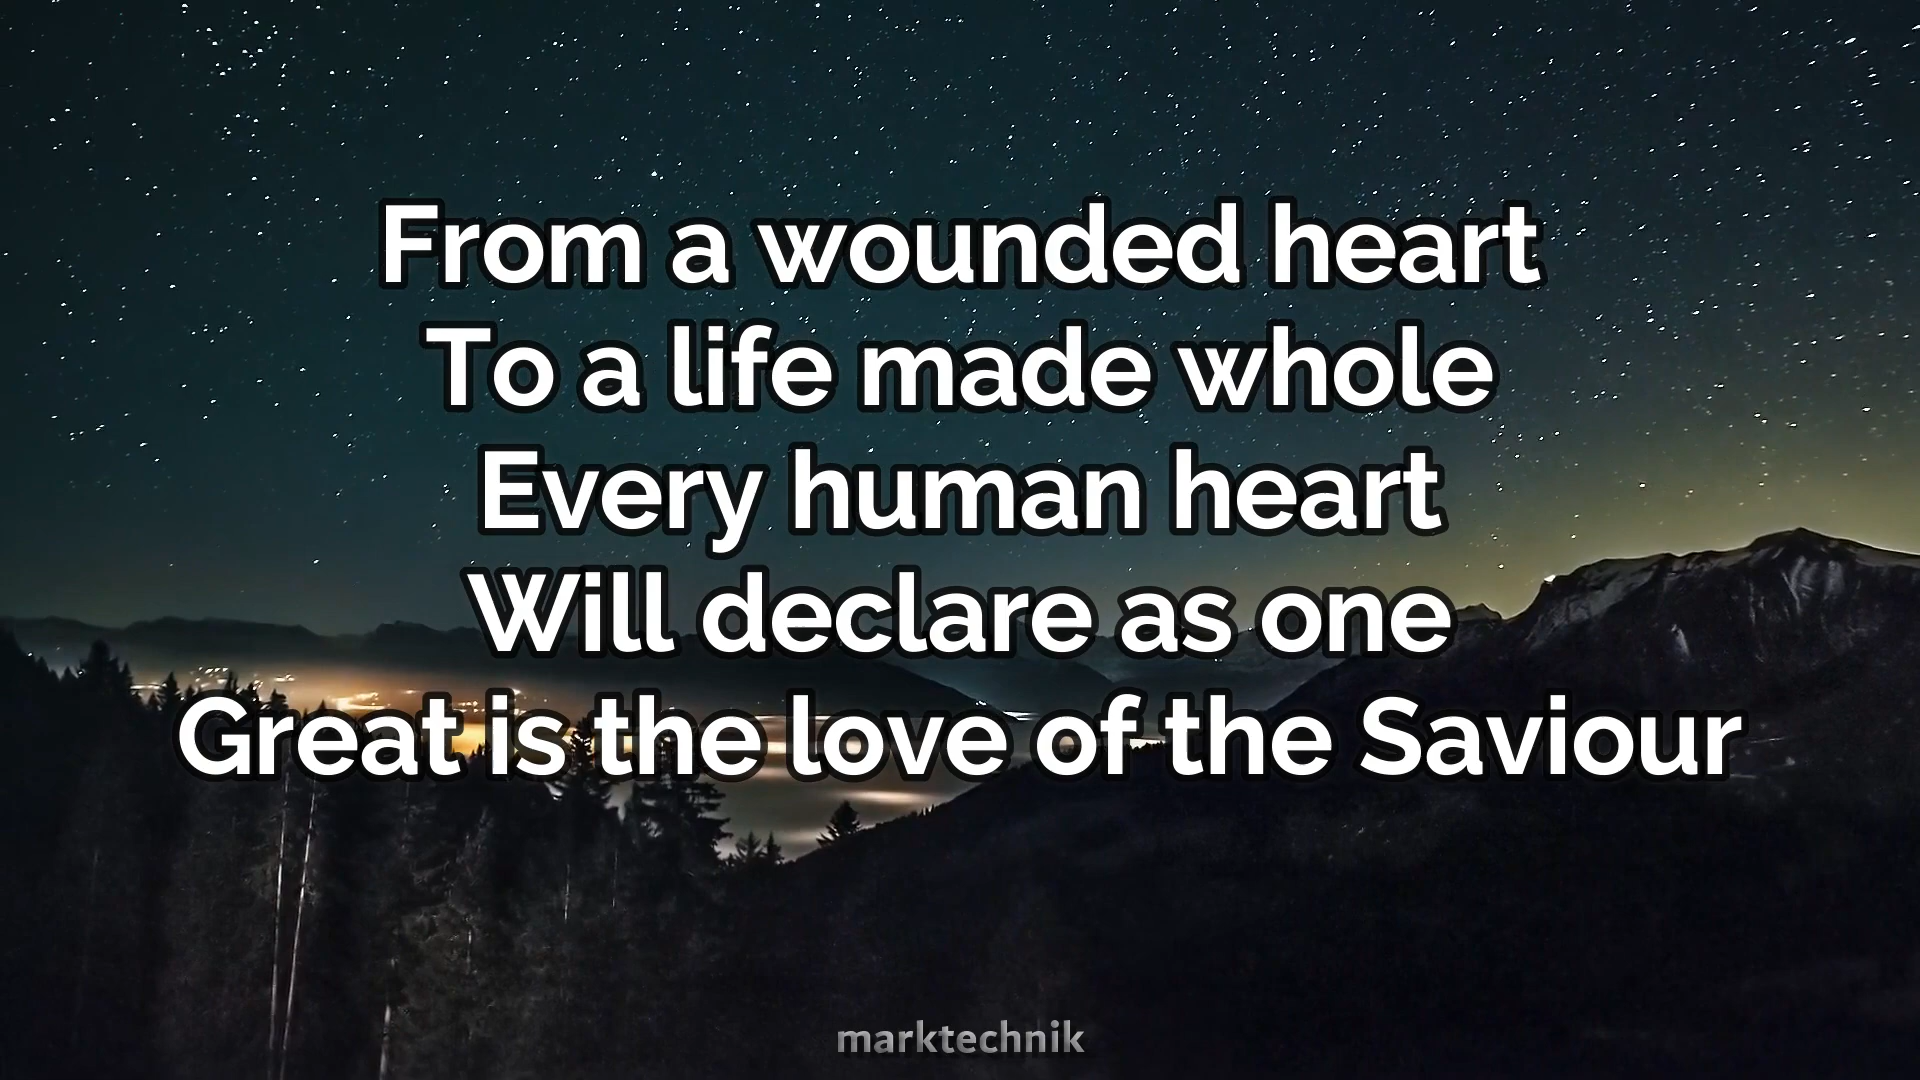 From a wounded heart
To a life made whole
Every human heart
Will declare as one
Great is the love of the Saviour
marktechnik